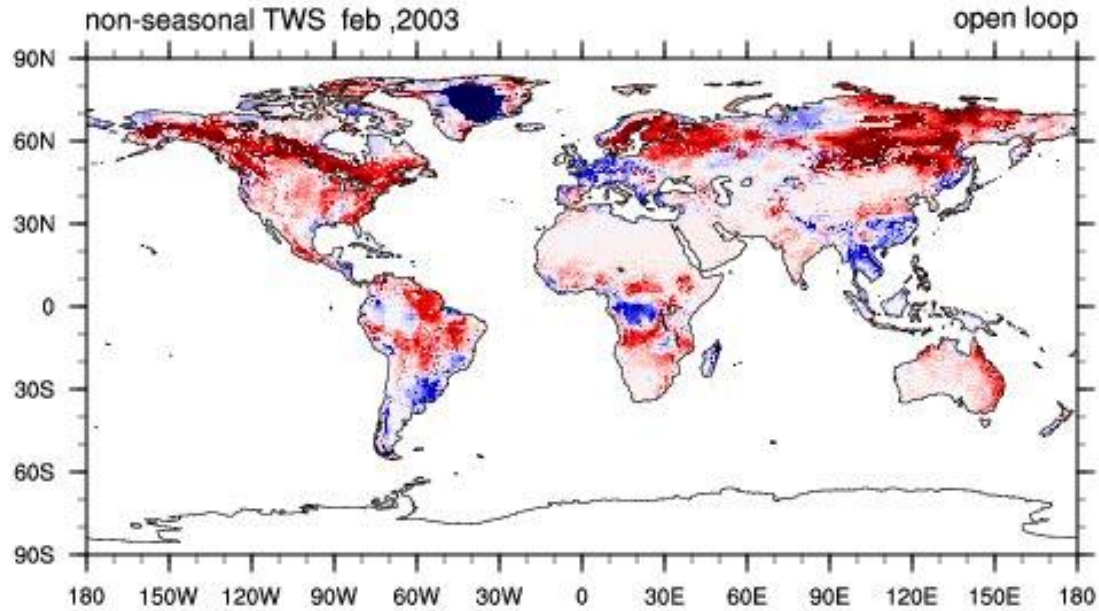 non-seasonal TWS feb ,2003
open loop
90N
60N
30N
0
30S
60S
90S
180 150W 120W 90W 60W 30W 0 30E 60E 90E 120E 150E 180